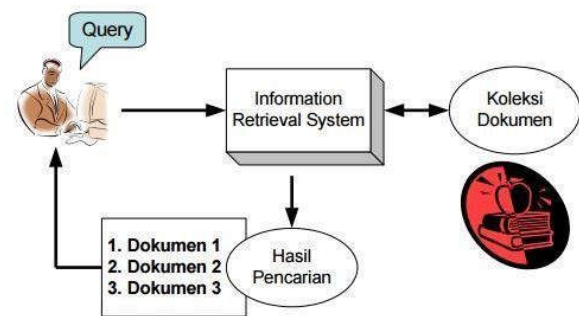 Query
Information
Retrieval System
Koleksi
Dokumen
1. Dokumen 1
2. Dokumen 2
3. Dokumen 3
Hasil
Pencarian